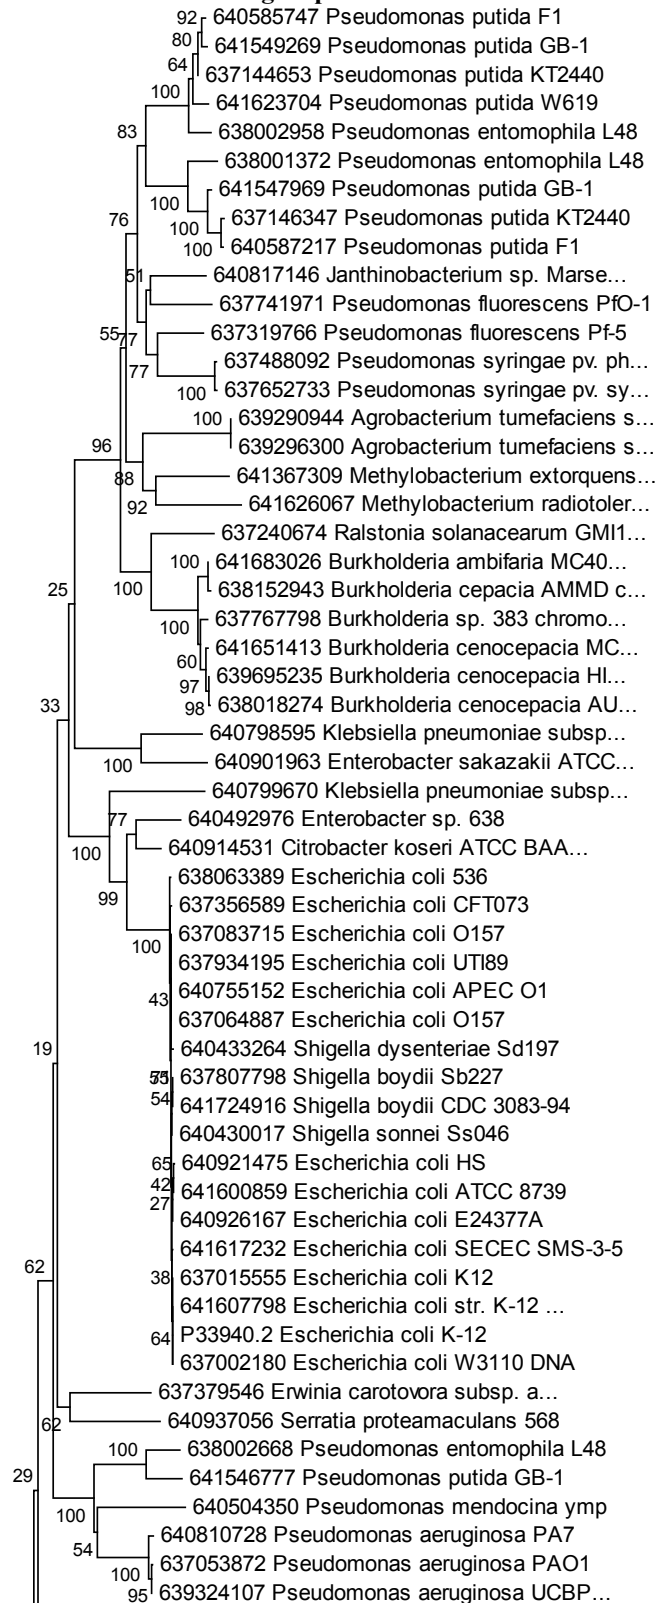 92 640585747 Pseudomonas putida F1
80 641549269 Pseudomonas putida GB-1
64 637144653 Pseudomonas putida KT2440
100 641623704 Pseudomonas putida W619
83 638002958 Pseudomonas entomophila L48
638001372 Pseudomonas entomophila L48
100 641547969 Pseudomonas putida GB-1
76 100 637146347 Pseudomonas putida KT2440
100 640587217 Pseudomonas putida F1
51 640817146 Janthinobacterium sp. Marse...
637741971 Pseudomonas fluorescens PfO-1
55 77 637319766 Pseudomonas fluorescens Pf-5
77 637488092 Pseudomonas syringae pv. ph...
100 637652733 Pseudomonas syringae pv. sy...
100 639290944 Agrobacterium tumefaciens s...
96 639296300 Agrobacterium tumefaciens s...
88 641367309 Methylobacterium extorquens...
92 641626067 Methylobacterium radiotoler...
637240674 Ralstonia solanacearum GMI1...
100 641683026 Burkholderia ambifaria MC40...
25 100 638152943 Burkholderia cepacia AMMD c...
100 637767798 Burkholderia sp. 383 chromo...
60 641651413 Burkholderia cenocepacia MC...
97 639695235 Burkholderia cenocepacia HI...
33 98 638018274 Burkholderia cenocepacia AU...
640798595 Klebsiella pneumoniae subsp...
100 640901963 Enterobacter sakazakii ATCC...
640799670 Klebsiella pneumoniae subsp...
77 640492976 Enterobacter sp. 638
100 640914531 Citrobacter koseri ATCC BAA...
638063389 Escherichia coli 536
99 637356589 Escherichia coli CFT073
100 637083715 Escherichia coli O157
637934195 Escherichia coli UTI89
43 640755152 Escherichia coli APEC O1
637064887 Escherichia coli O157
19 640433264 Shigella dysenteriae Sd197
637807798 Shigella boydii Sb227
54 641724916 Shigella boydii CDC 3083-94
640430017 Shigella sonnei Ss046
65 640921475 Escherichia coli HS
42 641600859 Escherichia coli ATCC 8739
27 640926167 Escherichia coli E24377A
641617232 Escherichia coli SECEC SMS-3-5
62 38 637015555 Escherichia coli K12
641607798 Escherichia coli str. K-12 ...
64 P33940.2 Escherichia coli K-12
637002180 Escherichia coli W3110 DNA
637379546 Erwinia carotovora subsp. a...
62 640937056 Serratia proteamaculans 568
100 638002668 Pseudomonas entomophila L48
29 641546777 Pseudomonas putida GB-1
100 640504350 Pseudomonas mendocina ymp
54 640810728 Pseudomonas aeruginosa PA7
100 637053872 Pseudomonas aeruginosa PAO1
95 639324107 Pseudomonas aeruginosa UCBP...